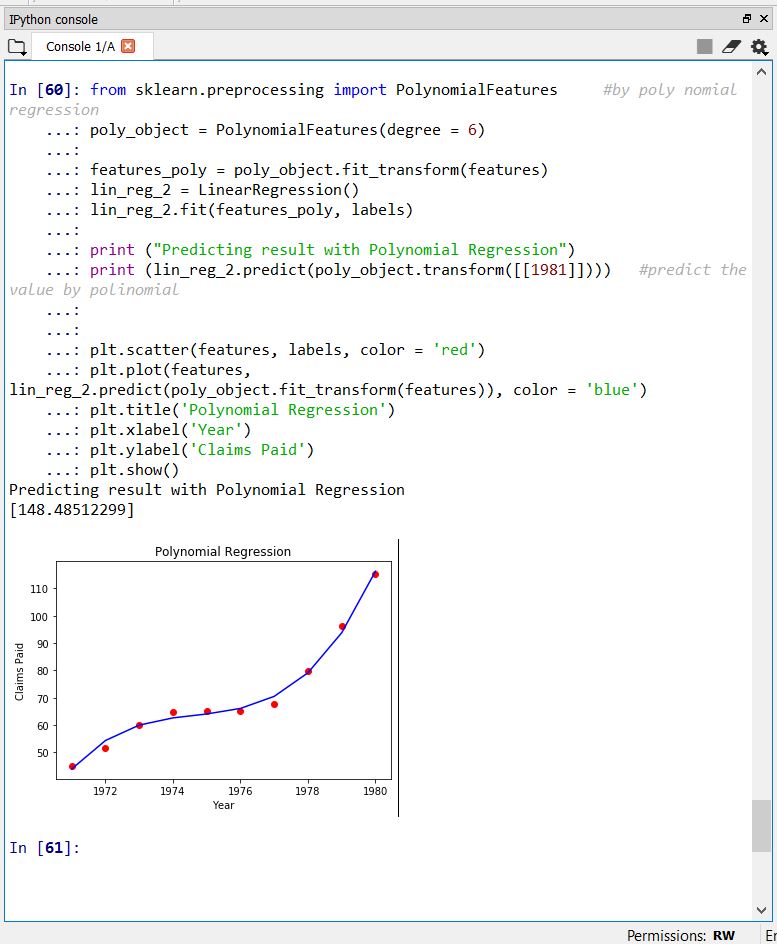 IPython console
Console 1/A
In [60]: from sklearn.preprocessing import PolynomialFeatures     #by poly nomial
regression
    ...: poly_object = PolynomialFeatures(degree = 6)
    ...:
    ...: features_poly = poly_object.fit_transform(features)
    ...: lin_reg_2 = LinearRegression()
    ...: lin_reg_2.fit(features_poly, labels)
    ...:
    ...: print ("Predicting result with Polynomial Regression")
    ...: print (lin_reg_2.predict(poly_object.transform([[1981]])))   #predict the
value by polinomial
    ...:
    ...:
    ...: plt.scatter(features, labels, color = 'red')
    ...: plt.plot(features,
lin_reg_2.predict(poly_object.fit_transform(features)), color = 'blue')
    ...: plt.title('Polynomial Regression')
    ...: plt.xlabel('Year')
    ...: plt.ylabel('Claims Paid')
    ...: plt.show()
Predicting result with Polynomial Regression
[148.48512299]
Polynomial Regression
110
100
90
80
70
60
50
Claims Paid
1972 1974 1976 1978 1980
Year
In [61]:
Permissions: RW